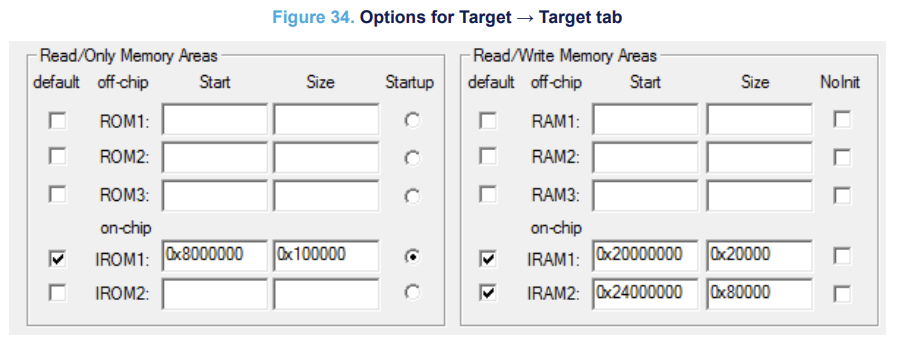 Figure 34. Options for Target → Target tab
Read/Only Memory Areas
default off-chip Start Size Startup
ROM1:
ROM2:
ROM3:
on-chip
IROM1: 0x8000000 0x100000
IROM2:
Read/Write Memory Areas
default off-chip Start Size NoInit
RAM1:
RAM2:
RAM3:
on-chip
IRAM1: 0x20000000 0x20000
IRAM2: 0x24000000 0x80000